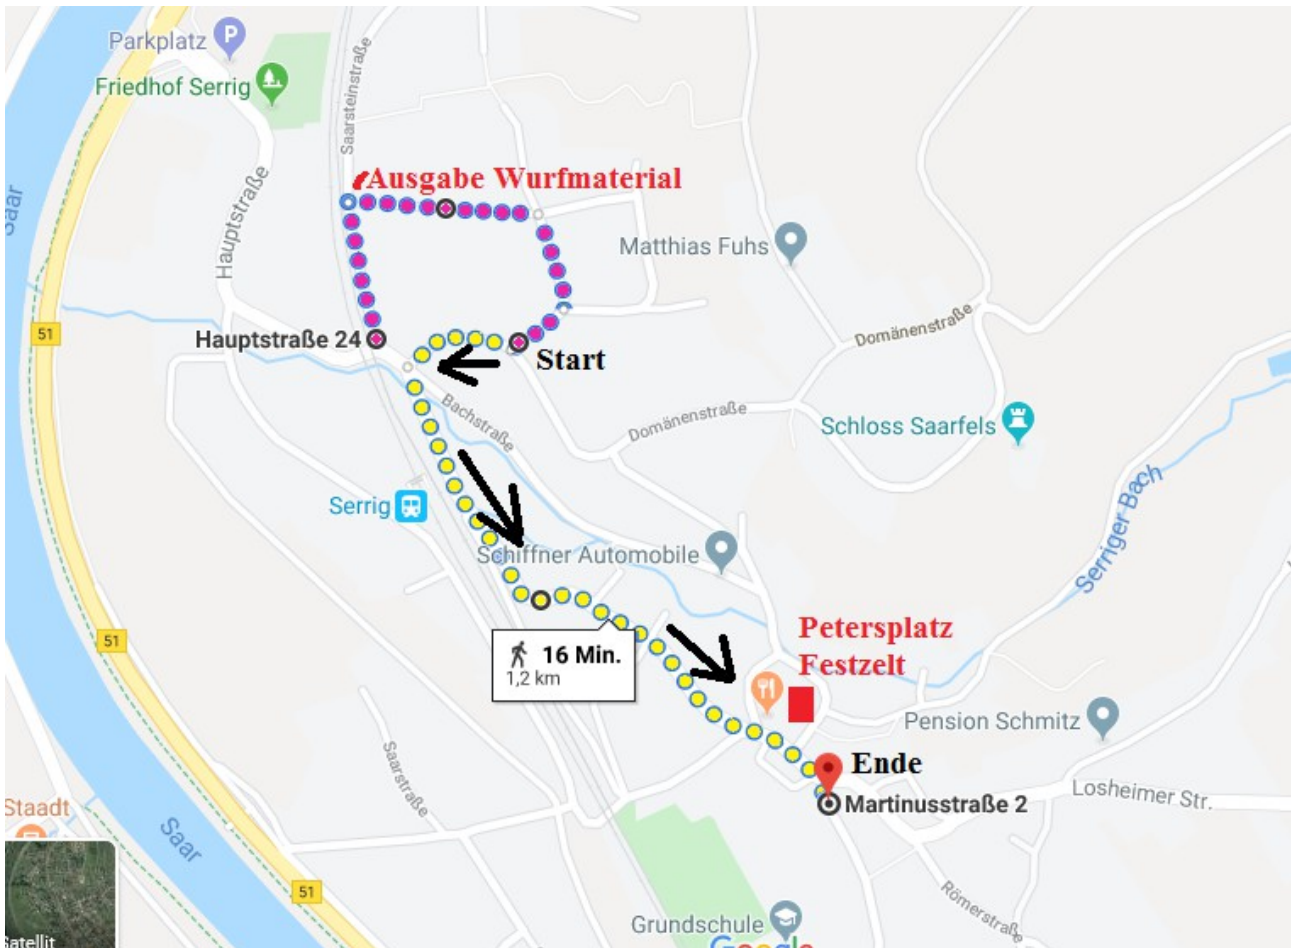 Parkplatz
Friedhof Serrig
Saarsteinstraße
Hauptstraße
Saar
Ausgabe Wurfmaterial
Matthias Fuhs
51
Hauptstraße 24
Start
Domänenstraße
Bachstraße
Domänenstraße
Schloss Saarfels
Serrig
Schiffner Automobile
Serriger Bach
51
16 Min.
1,2 km
Petersplatz
Festzelt
Pension Schmitz
Saarstraße
Ende
Martinusstraße 2
Losheimer Str.
Staadt
Saar
51
Römerstraße
Grundschule
Google
Satellit